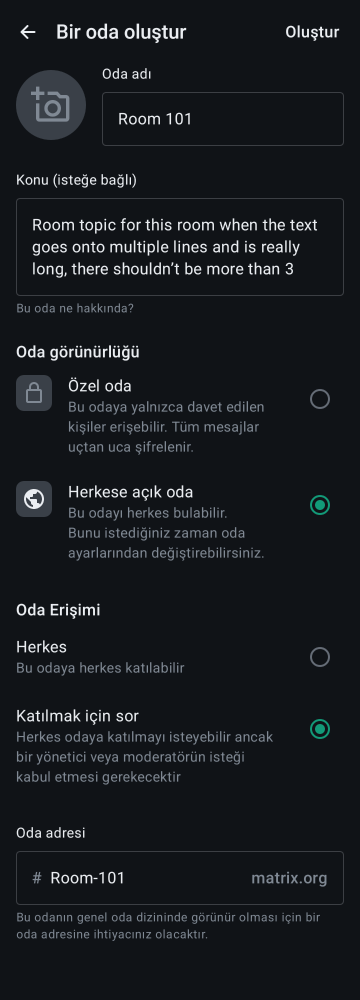 Bir oda oluştur
Oluştur
Oda adı
Room 101
Konu (isteğe bağlı)
Room topic for this room when the text
goes onto multiple lines and is really
long, there shouldn’t be more than 3
Bu oda ne hakkında?
Oda görünürlüğü
Özel oda
Bu odaya yalnızca davet edilen
kişiler erişebilir. Tüm mesajlar
uçtan uca şifrelenir.
Herkese açık oda
Bu odayı herkes bulabilir.
Bunu istediğiniz zaman oda
ayarlarından değiştirebilirsiniz.
Oda Erişimi
Herkes
Bu odaya herkes katılabilir
Katılmak için sor
Herkes odaya katılmayı isteyebilir ancak
bir yönetici veya moderatörün isteği
kabul etmesi gerekecektir
Oda adresi
# Room-101 matrix.org
Bu odanın genel oda dizininde görünür olması için bir
oda adresine ihtiyacınız olacaktır.